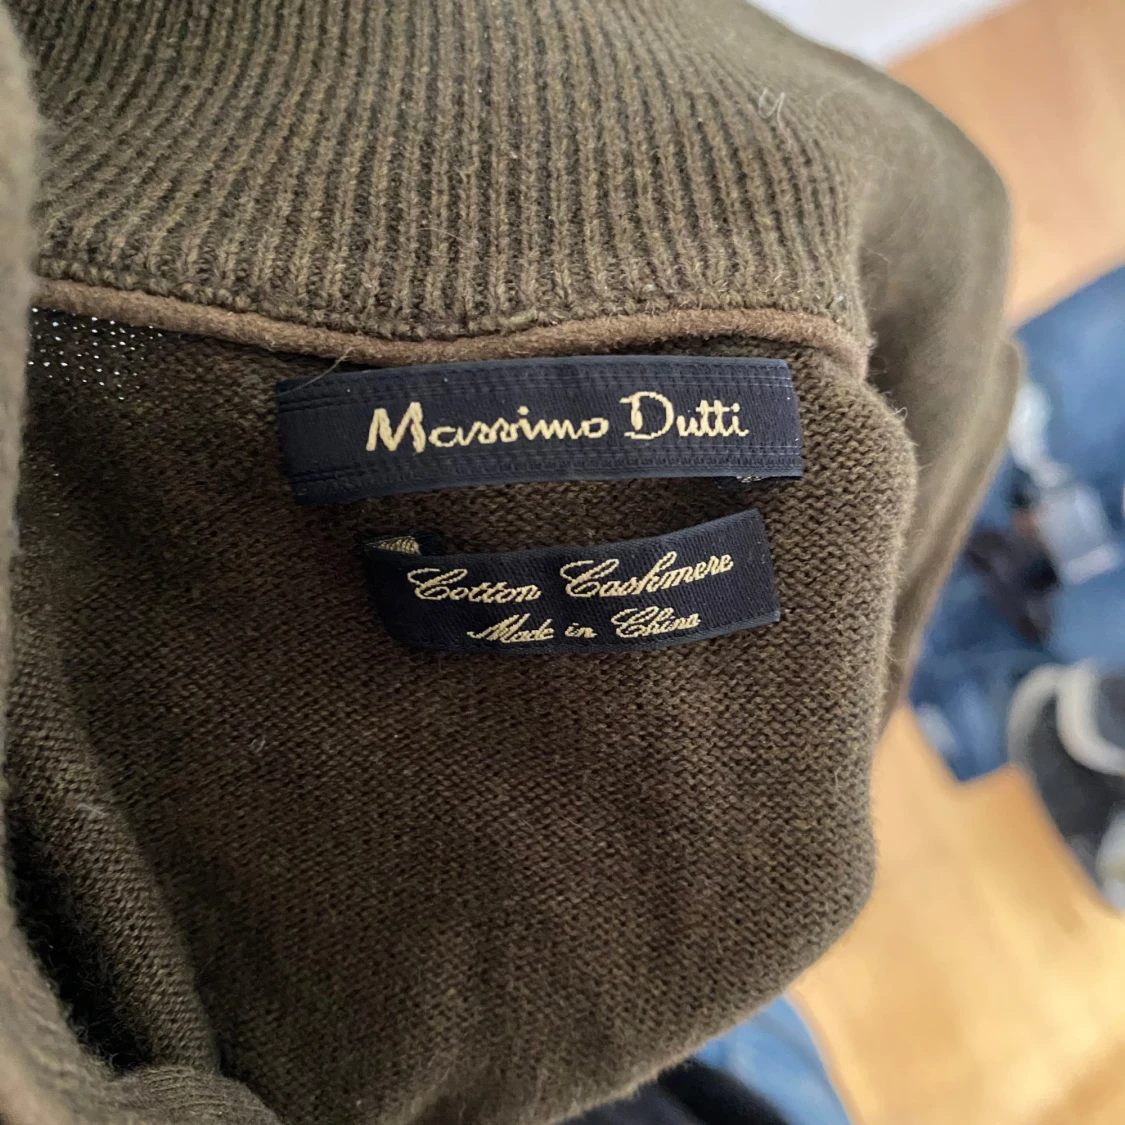 Massimo Dutti
Cotton Cashmere
Made in China